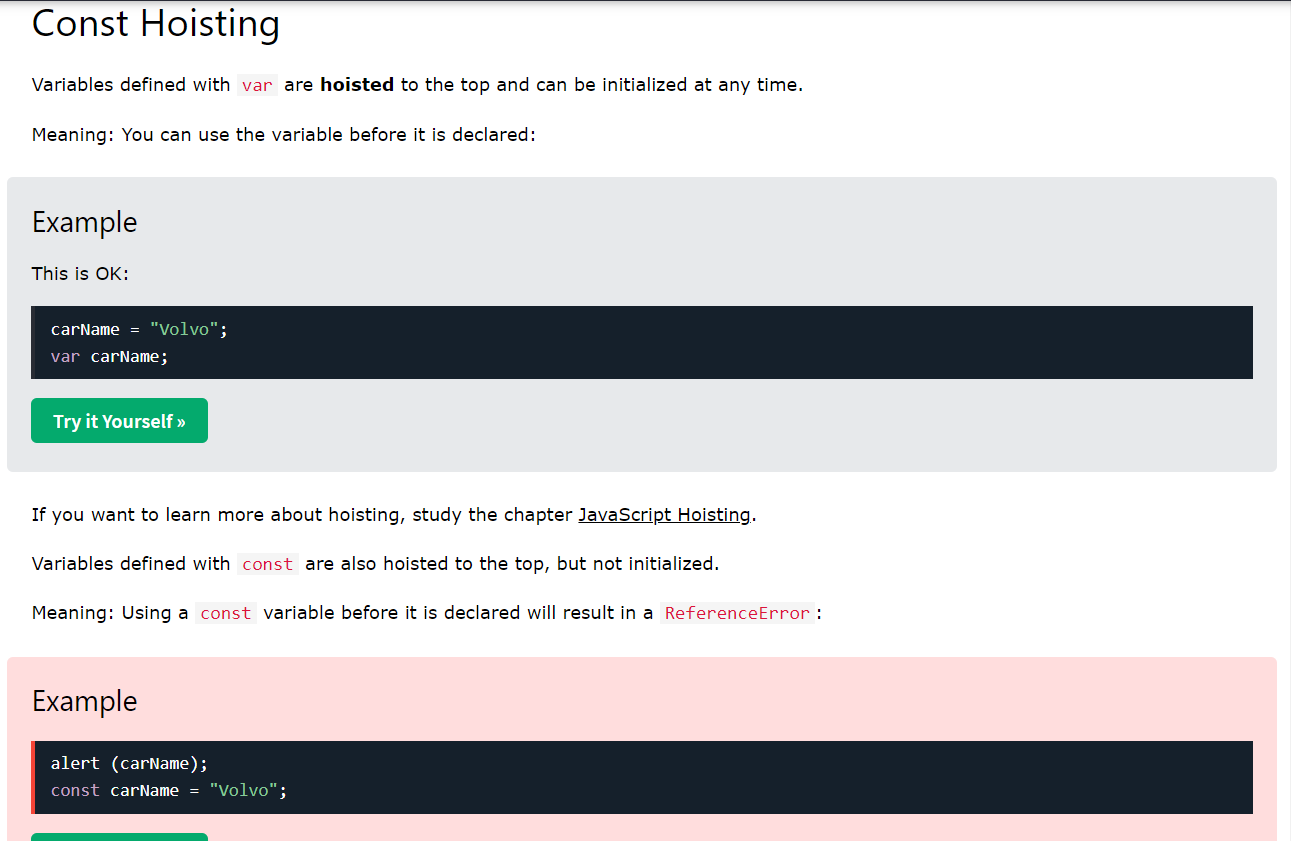 Const Hoisting
Variables defined with var are hoisted to the top and can be initialized at any time.
Meaning: You can use the variable before it is declared:
Example
This is OK:
carName = "Volvo";
var carName;
Try it Yourself »
If you want to learn more about hoisting, study the chapter JavaScript Hoisting.
Variables defined with const are also hoisted to the top, but not initialized.
Meaning: Using a const variable before it is declared will result in a ReferenceError:
Example
alert (carName);
const carName = "Volvo";